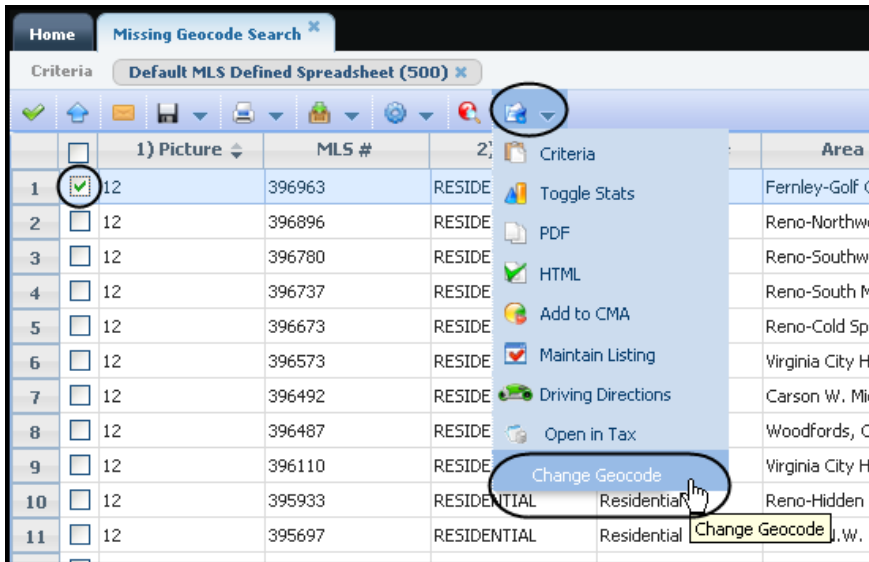 Home Missing Geocode Search
Criteria Default MLS Defined Spreadsheet (500)
1) Picture MLS # 2) Area
Criteria
Toggle Stats
PDF
HTML
Add to CMA
Maintain Listing
Driving Directions
Open in Tax
Change Geocode
Change Geocode
1 12 396963 RESIDE Fernley-Golf
2 12 396896 RESIDE Reno-Northw
3 12 396780 RESIDE Reno-Southw
4 12 396737 RESIDE Reno-South
5 12 396673 RESIDE Reno-Cold Sp
6 12 396573 RESIDE Virginia City H
7 12 396492 RESIDE Carson W. Mi
8 12 396487 RESIDE Woodfords, C
9 12 396110 RESIDE Virginia City H
10 12 395933 RESIDENTIAL Residential Reno-Hidden
11 12 395697 RESIDENTIAL Residential .W.